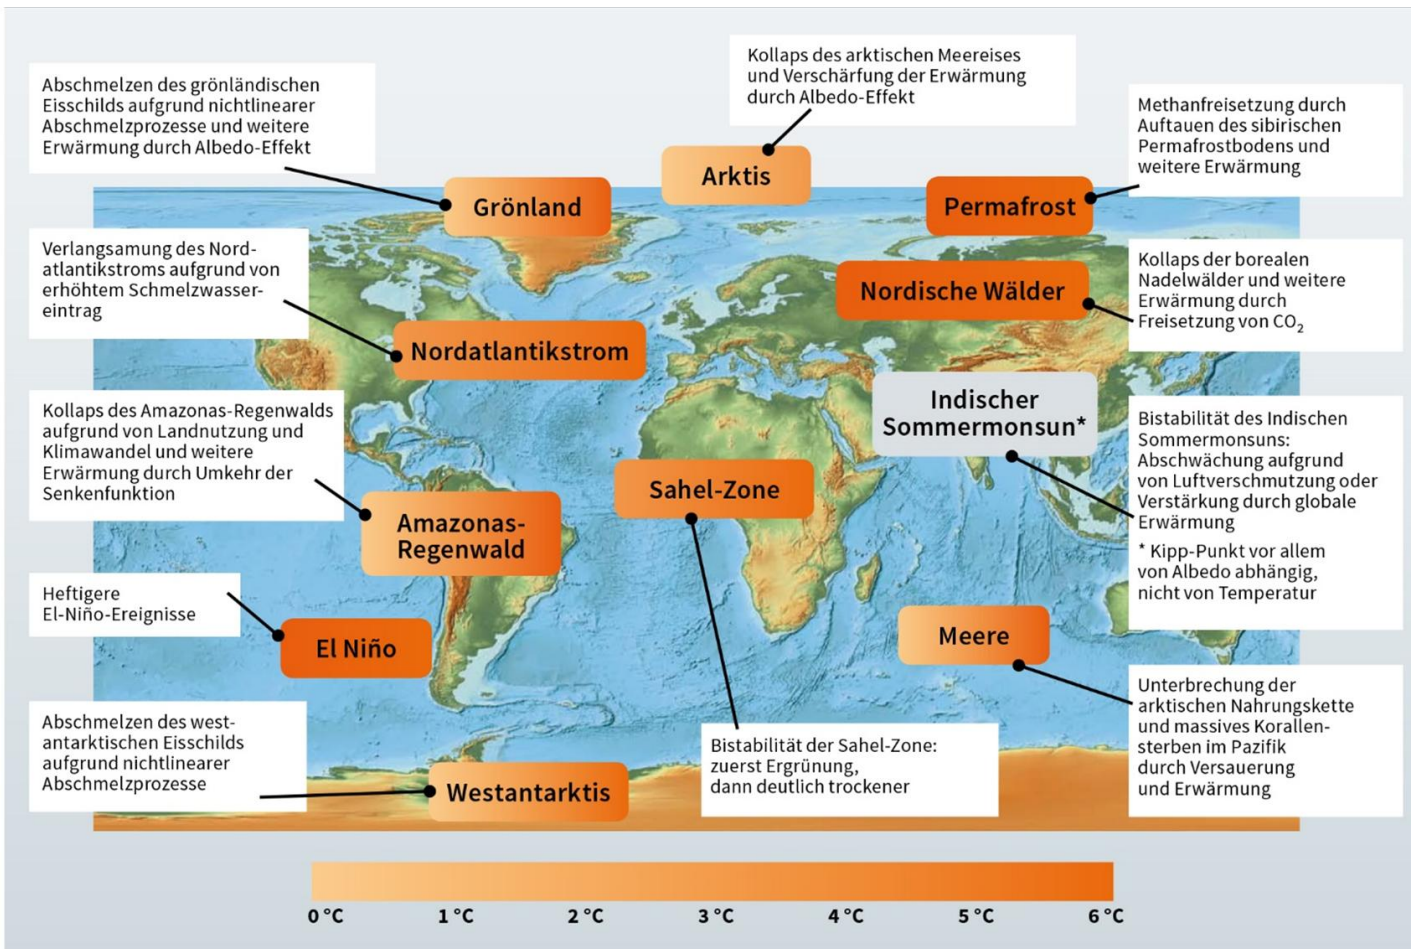 Kollaps des arktischen Meereises
und Verschärfung der Erwärmung
durch Albedo-Effekt
Abschmelzen des grönländischen
Eisschilds aufgrund nichtlinearer
Abschmelzprozesse und weitere
Erwärmung durch Albedo-Effekt
Methanfreisetzung durch
Auftauen des sibirischen
Permafrostbodens und
weitere Erwärmung
Arktis
Grönland
Permafrost
Verlangsamung des Nord-
atlantikstroms aufgrund von
erhöhtem Schmelzwasser-
eintrag
Kollaps der borealen
Nadelwälder und weitere
Erwärmung durch
Freisetzung von CO₂
Nordische Wälder
Nordatlantikstrom
Kollaps des Amazonas-Regenwalds
aufgrund von Landnutzung und
Klimawandel und weitere
Erwärmung durch Umkehr der
Senkenfunktion
Indischer
Sommermonsun*
Bistabilität des Indischen
Sommermonsuns:
Abschwächung aufgrund
von Luftverschmutzung oder
Verstärkung durch globale
Erwärmung
* Kipp-Punkt vor allem
von Albedo abhängig,
nicht von Temperatur
Sahel-Zone
Amazonas-
Regenwald
Heftigere
El-Niño-Ereignisse
El Niño
Meere
Unterbrechung der
arktischen Nahrungskette
und massives Korallen-
sterben im Pazifik
durch Versauerung
und Erwärmung
Abschmelzen des west-
antarktischen Eisschilds
aufgrund nichtlinearer
Abschmelzprozesse
Westantarktis
Bistabilität der Sahel-Zone:
zuerst Ergrünung,
dann deutlich trockener
0 °C 1 °C 2 °C 3 °C 4 °C 5 °C 6 °C